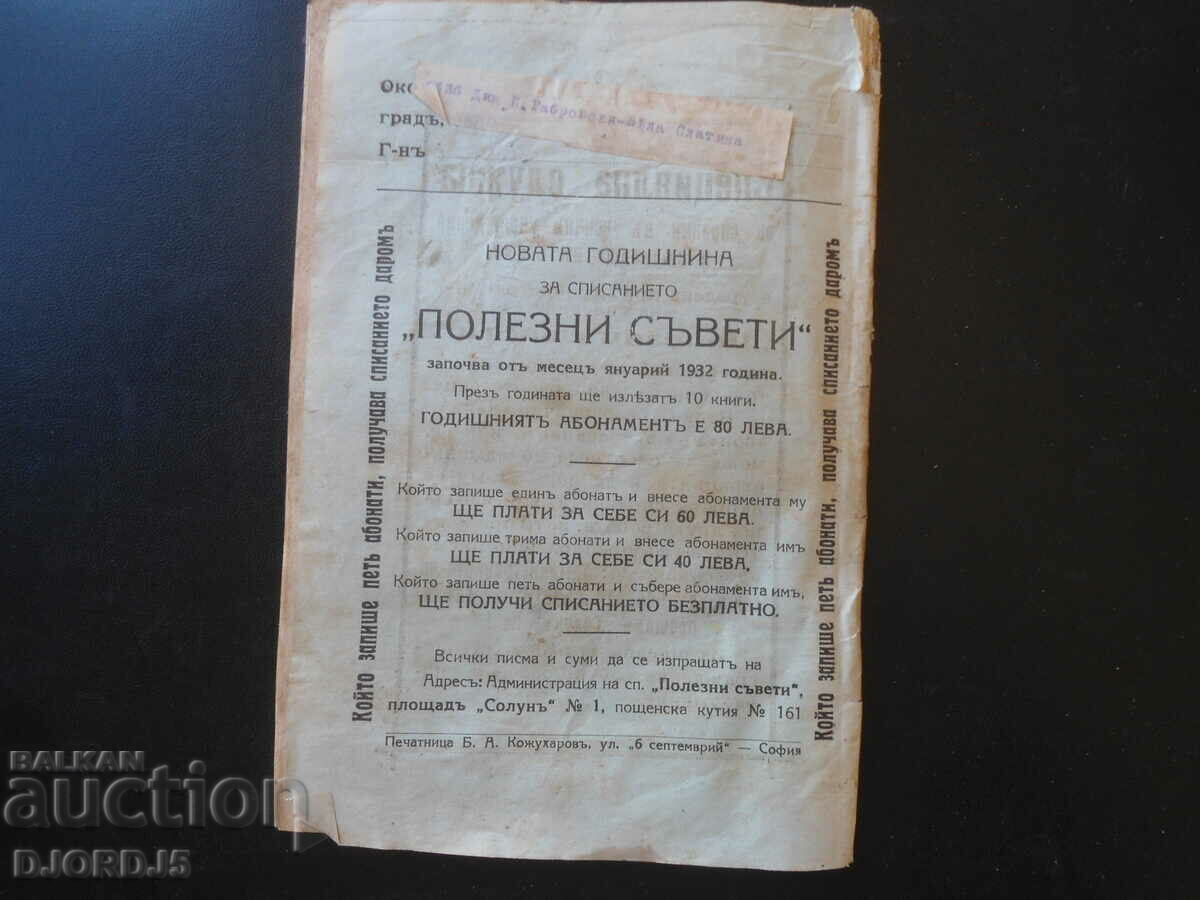 Око
градъ,
Г-нъ
Дим П. Рабровски-Бѣла Слатина
НОВАТА ГОДИШНИНА
ЗА СПИСАНИЕТО
„ПОЛЕЗНИ СЪВЕТИ“
започва отъ месецъ януарий 1932 година.
Презъ годината ще излѣзатъ 10 книги.
ГОДИШНИЯТЪ АБОНАМЕНТЪ Е 80 ЛЕВА.
Който запише единъ абонатъ и внесе абонамента му
ЩЕ ПЛАТИ ЗА СЕБЕ СИ 60 ЛЕВА.
Който запише трима абонати и внесе абонамента имъ
ЩЕ ПЛАТИ ЗА СЕБЕ СИ 40 ЛЕВА,
Който запише петь абонати и събере абонамента имъ,
ЩЕ ПОЛУЧИ СПИСАНИЕТО БЕЗПЛАТНО.
Всички писма и суми да се изпращатъ на
Адресъ: Администрация на сп. „Полезни съвети“,
площадъ „Солунъ“ № 1, пощенска кутия № 161
Печатница Б. А. Кожухаровъ, ул. „6 септемврий“ — София
Който запише петь абонати, получава списанието даромъ
Който запише петь абонати, получава списанието даромъ
BALKAN
auction
DJORDJ5